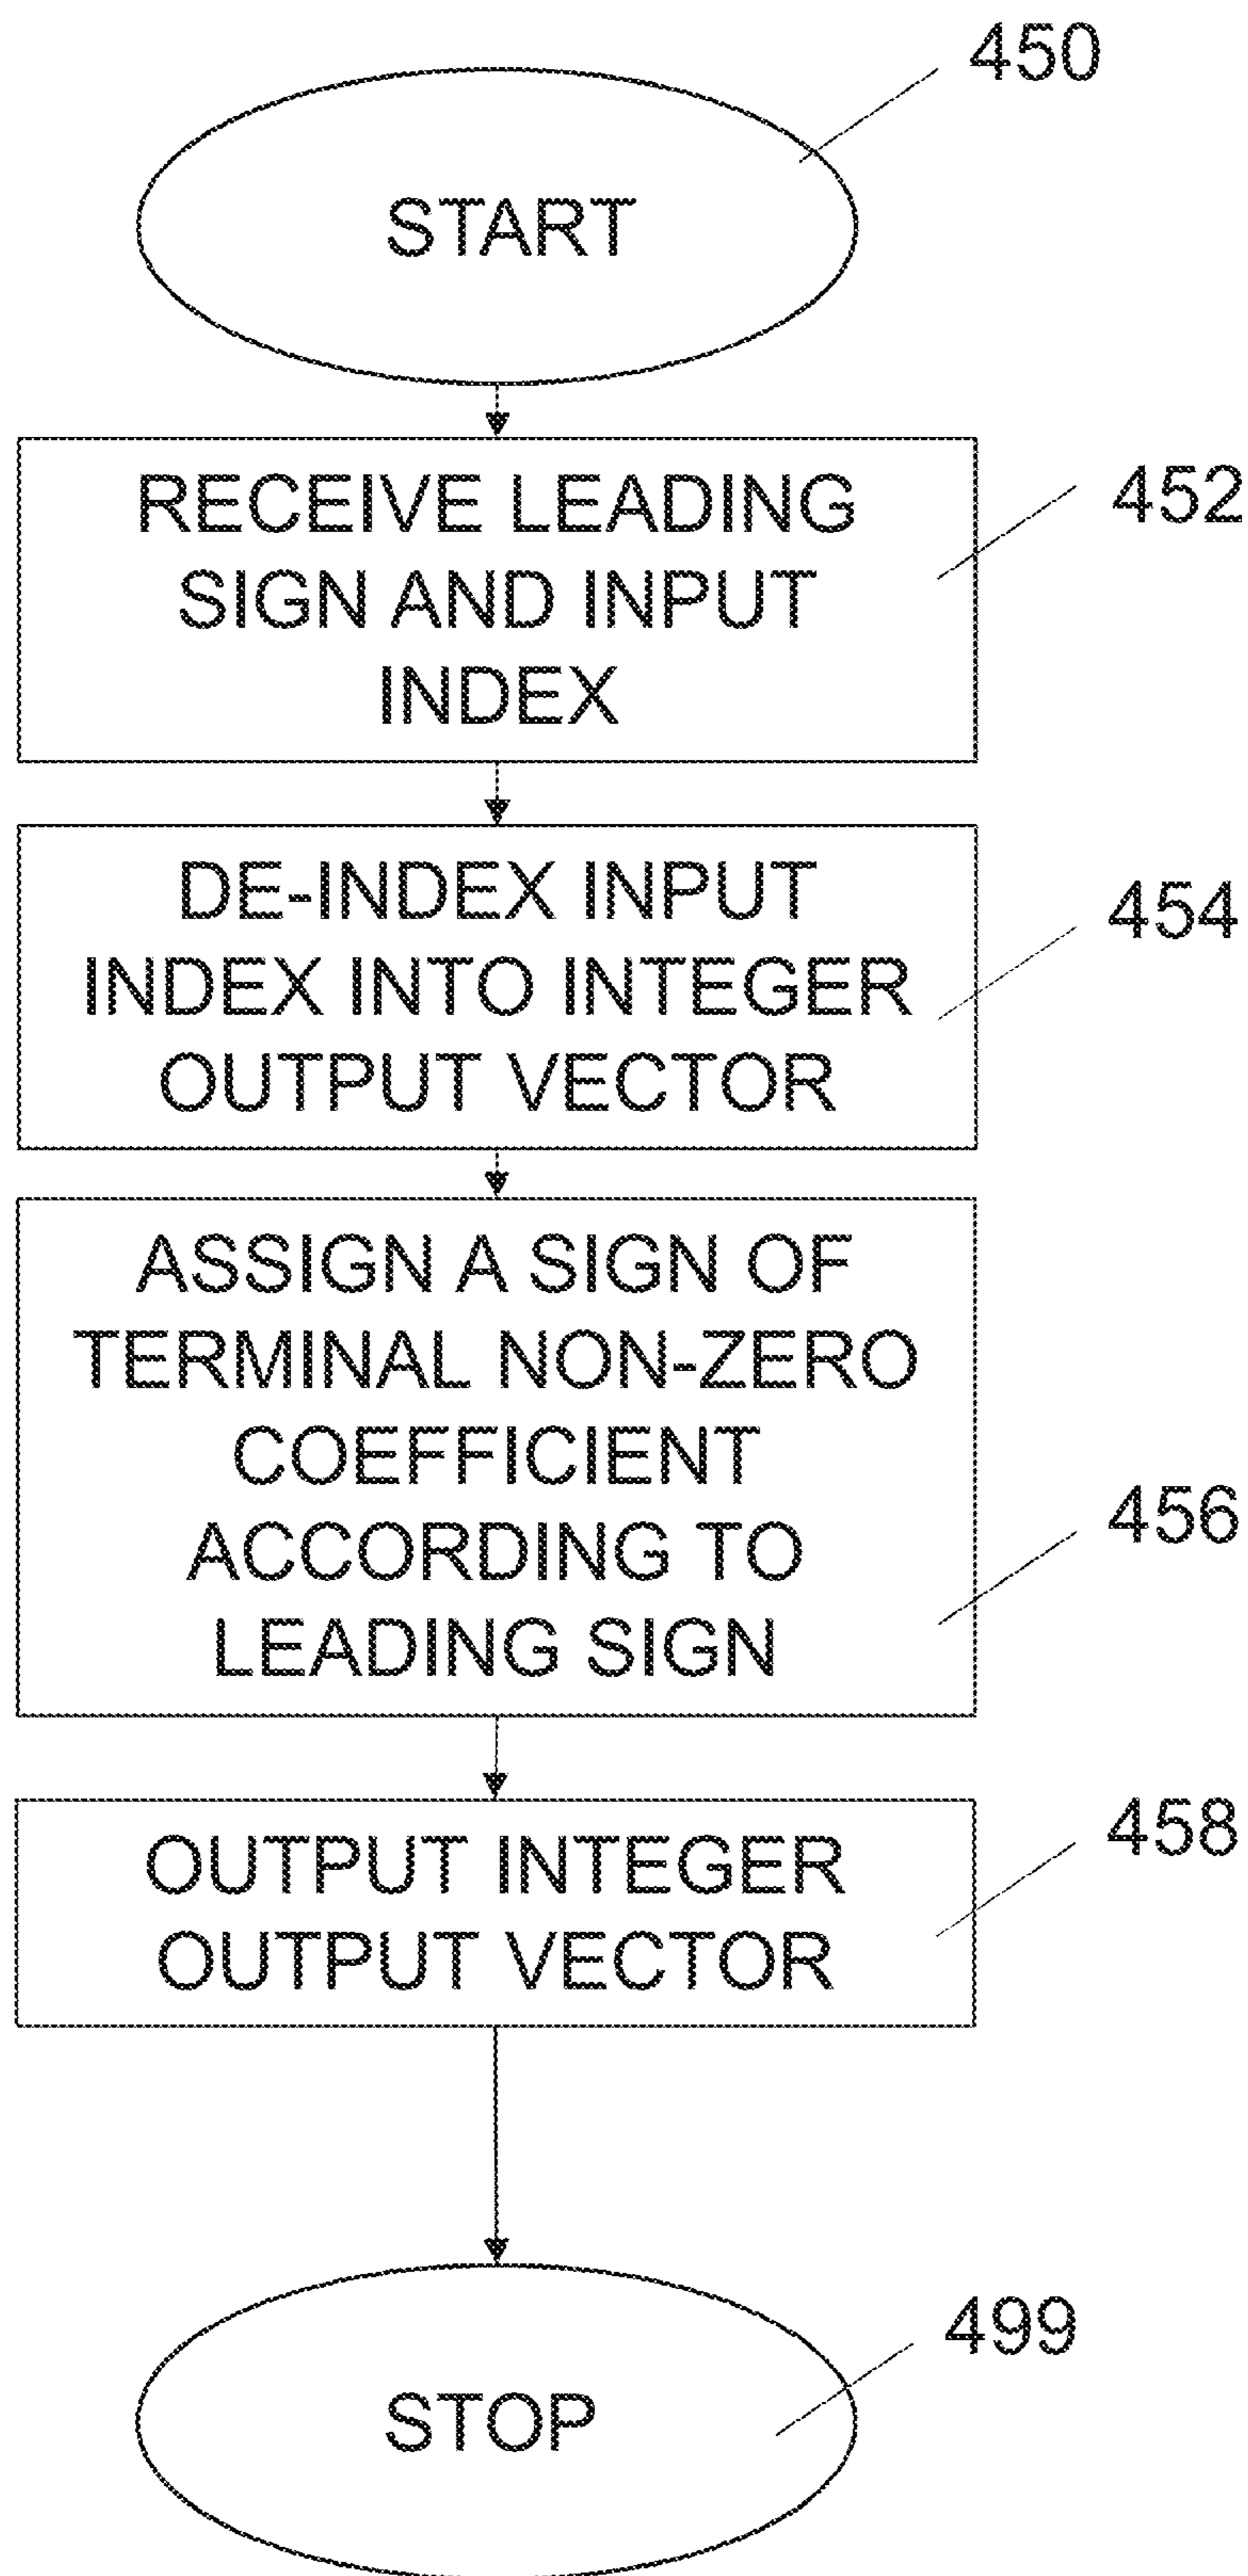 450
START
RECEIVE LEADING
SIGN AND INPUT
INDEX
452
DE-INDEX INPUT
INDEX INTO INTEGER
OUTPUT VECTOR
454
ASSIGN A SIGN OF
TERMINAL NON-ZERO
COEFFICIENT
ACCORDING TO
LEADING SIGN
456
OUTPUT INTEGER
OUTPUT VECTOR
458
STOP
499